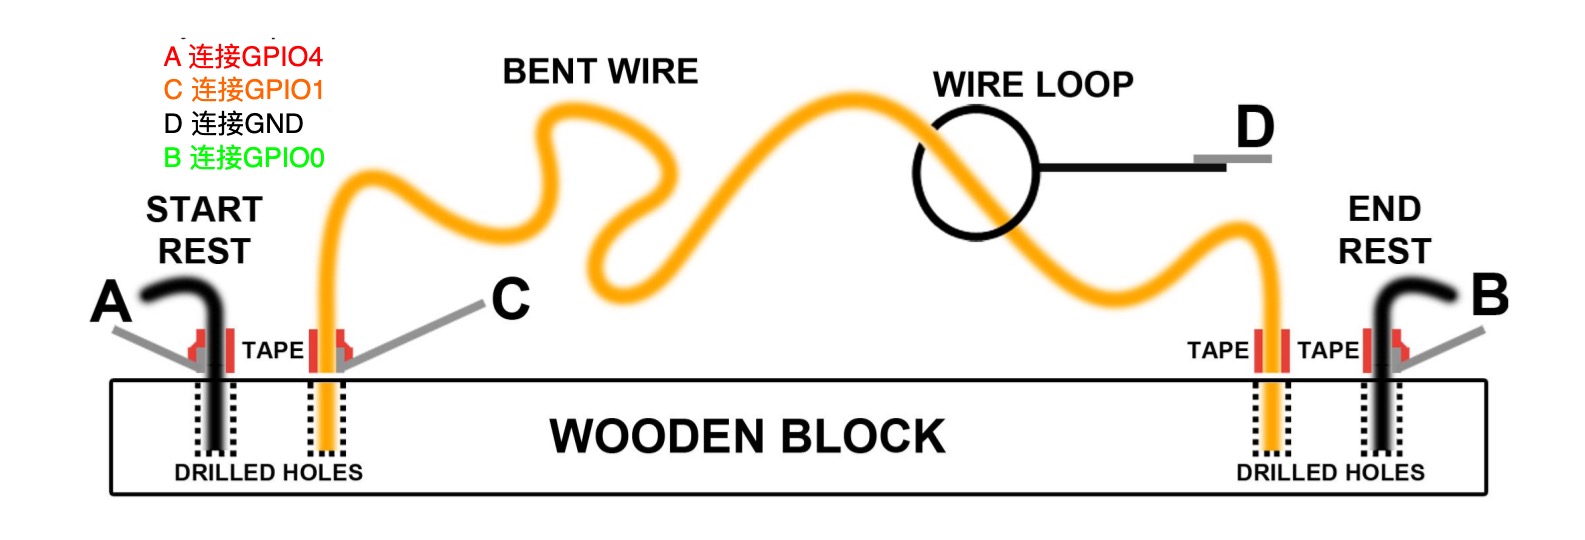 A 连接GPIO4
C 连接GPIO1
D 连接GND
B 连接GPIO0
BENT WIRE
WIRE LOOP
D
START
REST
END
REST
A
C
B
TAPE
TAPE
TAPE
WOODEN BLOCK
DRILLED HOLES
DRILLED HOLES